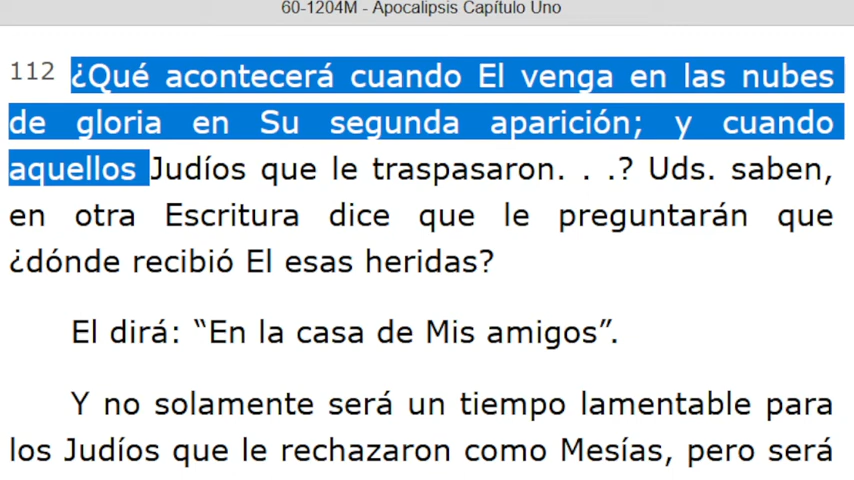 60-1204M - Apocalipsis Capítulo Uno
112 ¿Qué acontecerá cuando El venga en las nubes
de gloria en Su segunda aparición; y cuando
aquellos Judíos que le traspasaron. . .? Uds. saben,
en otra Escritura dice que le preguntarán que
¿dónde recibió El esas heridas?
El dirá: “En la casa de Mis amigos”.
Y no solamente será un tiempo lamentable para
los Judíos que le rechazaron como Mesías, pero será